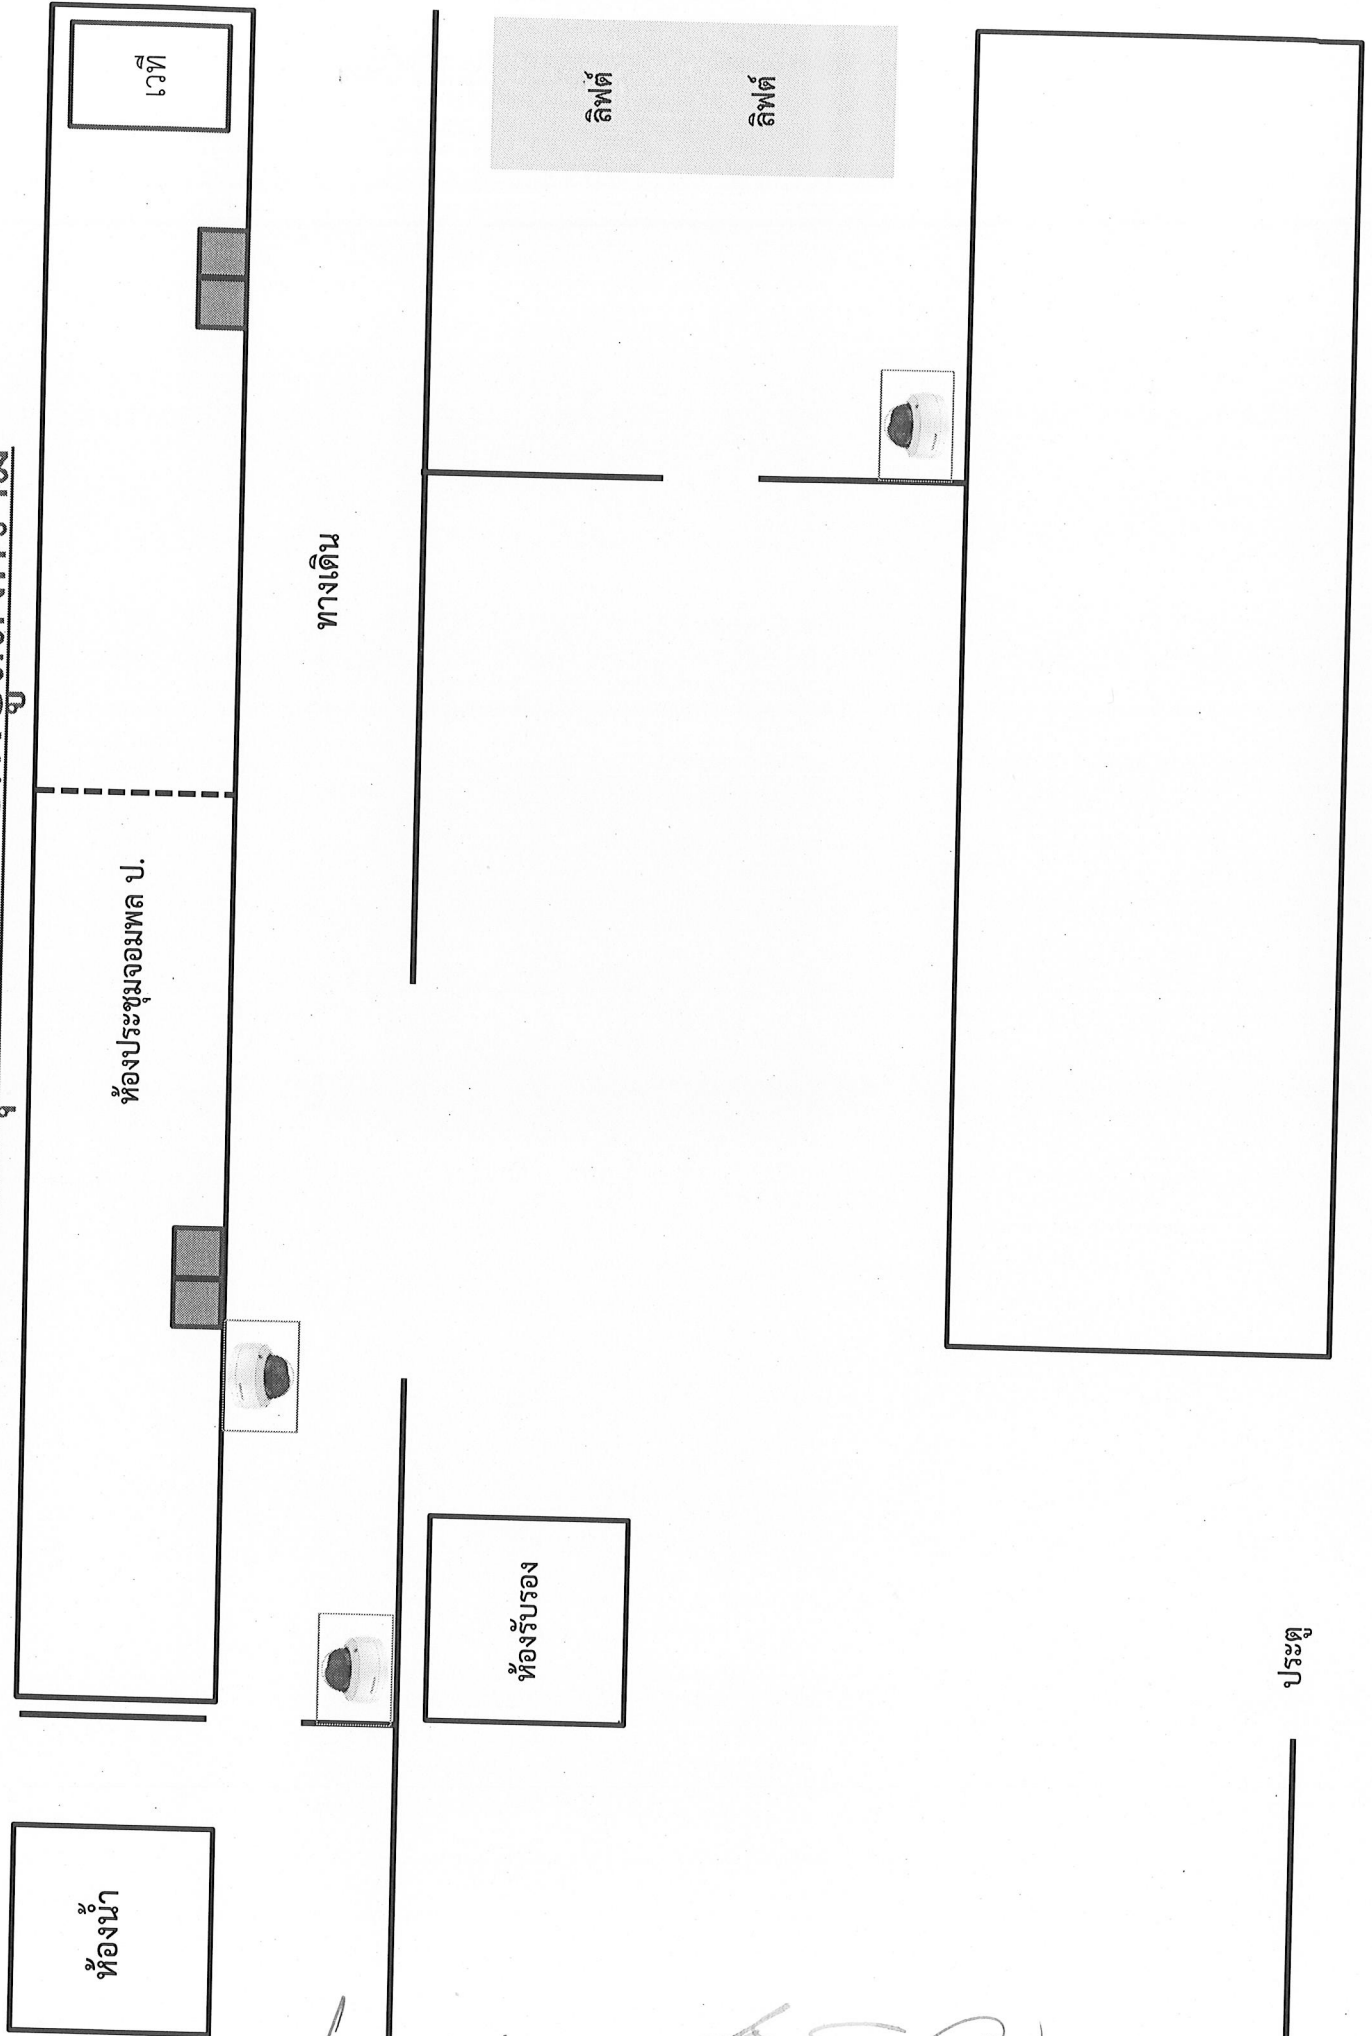 ห้องน้ำ
ห้องประชุมจอมพล ป.
เวที
ทางเดิน
ห้องรับรอง
ลิฟต์
ลิฟต์
ประตู